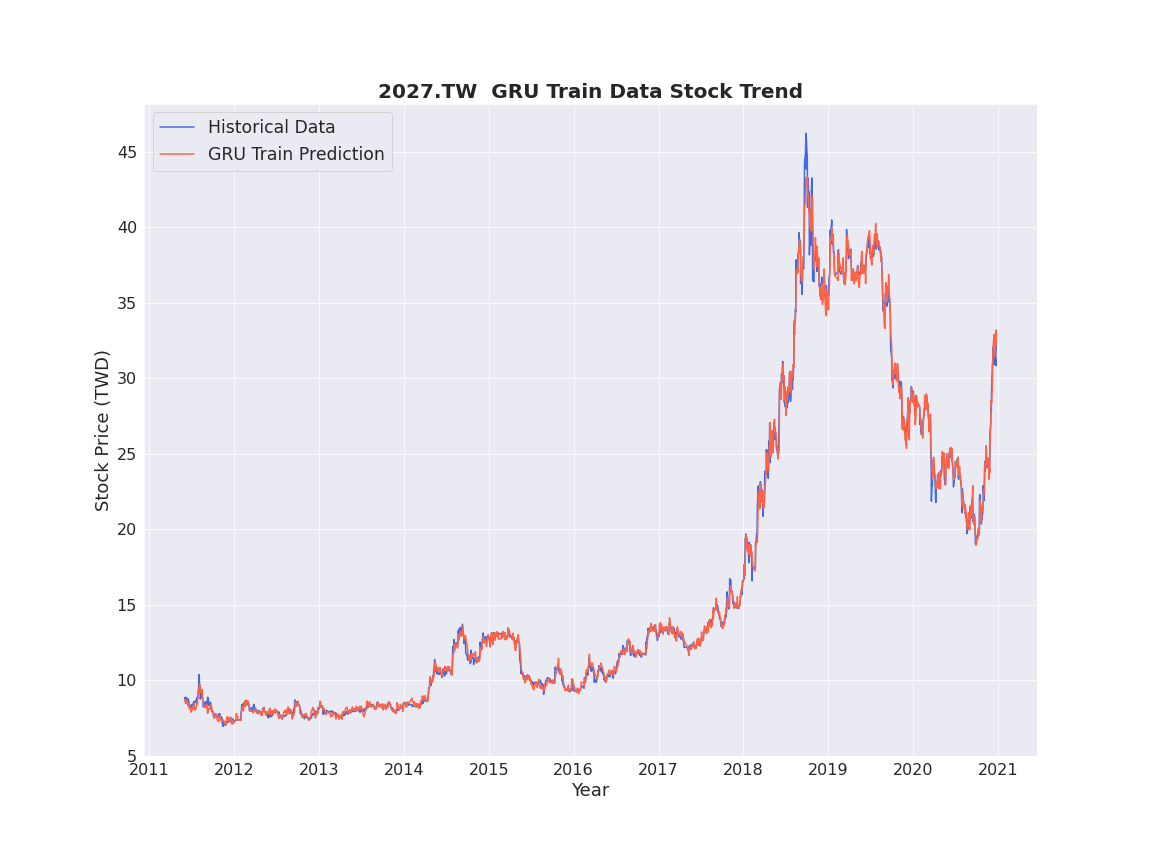 2027.TW  GRU Train Data Stock Trend
Historical Data
GRU Train Prediction
Stock Price (TWD)
45
40
35
30
25
20
15
10
5
2011 2012 2013 2014 2015 2016 2017 2018 2019 2020 2021
Year